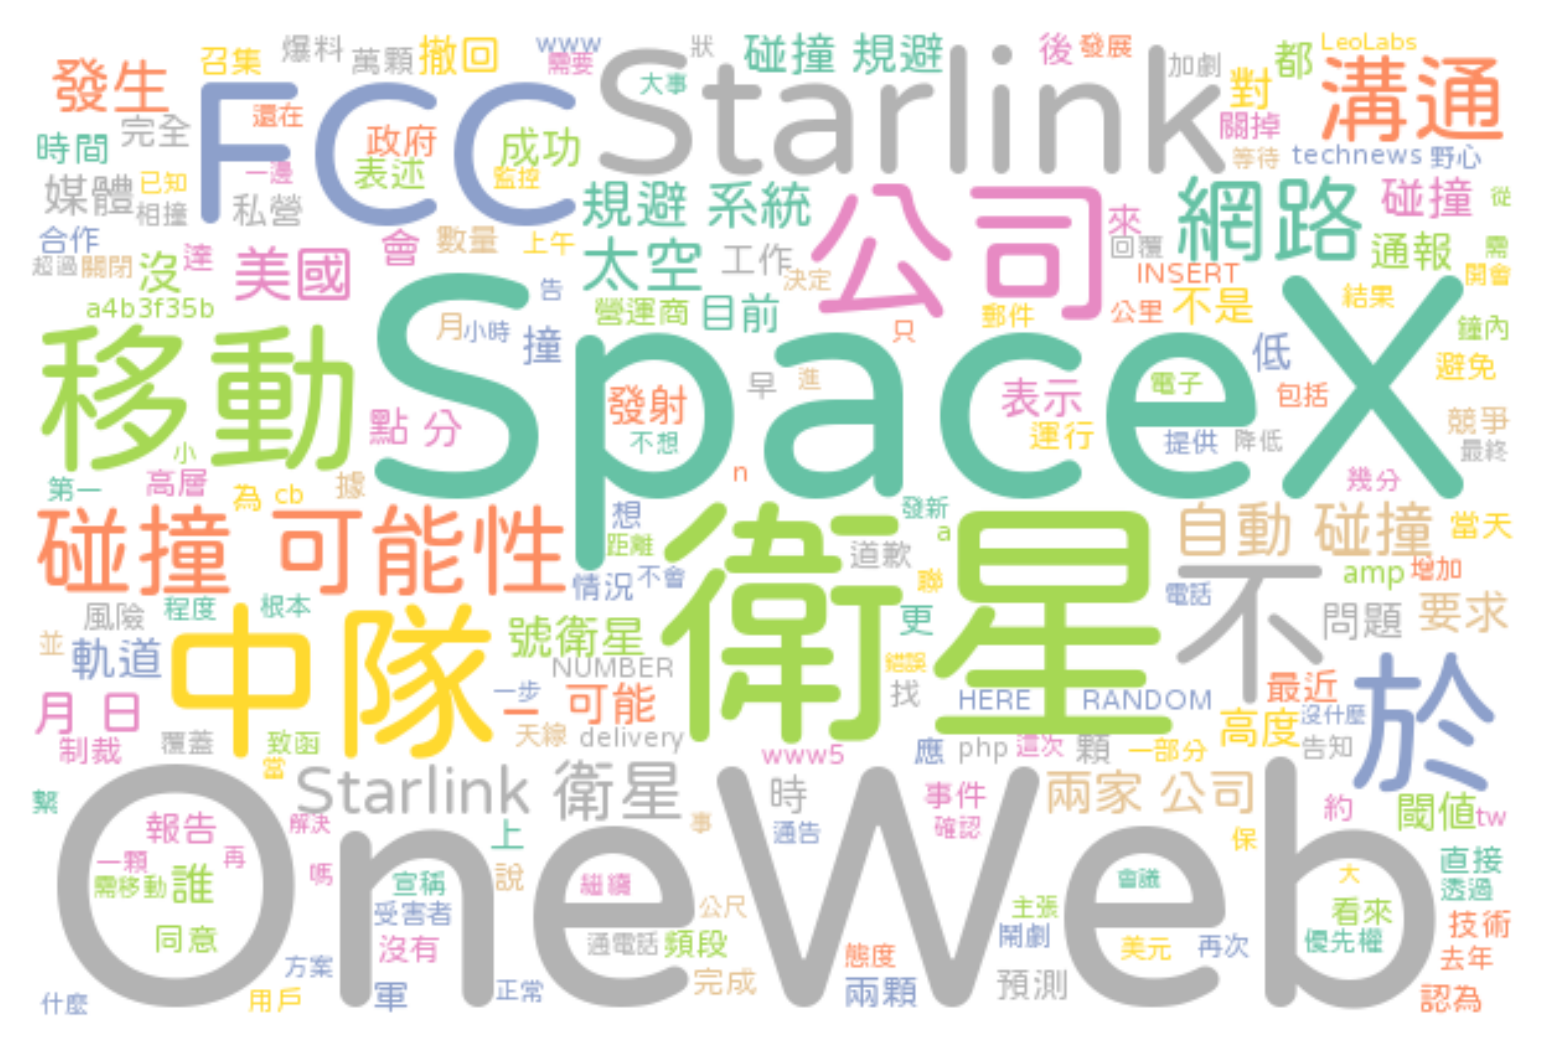 發生
召集
爆料
萬顆
撤回
www
需要
狀
大事
碰撞 規避
後
發展
加劇
都
LeoLabs
溝通
時間
完全
FCC
還在
政府
成功
Starlink
對
關掉
等待
technews
野心
媒體
已知
相撞
一邊
私營
表述
監控
規避 系統
公司
來
網路
碰撞
從
合作
超過
關閉
沒
達
美國
會
數量
上午
太空
工作
決定
回覆
INSERT
通報
需
開會
a4b3f35b
告
營運商
目前
只
郵件
公里
不是
結果
鐘內
移動
月
小時
撞
SpaceX
低
避免
點 分
發射
不想
早
進
表示
運行
電子
提供
降低
包括
競爭
最終
小
第一
高層
為
cb
據
n
幾分
碰撞 可能性
想
距離
情況
不會
衛星
道歉
發新
a
聯
自動 碰撞
當天
amp
增加
電話
不
風險
程度
根本
並
軌道
中隊
號衛星
NUMBER
更
錯誤
找
HERE
RANDOM
問題
要求
最近
沒什麼
於
月 日
制裁
覆蓋
致函
當
一步
一
可能
天線
delivery
www5
應
php
這次
顆
一部分
高度
告知
繫
Starlink 衛星
時
通告
事件
確認
兩家 公司
約
閾值
tw
報告
解決
上
事
保
OneWeb
一顆
再
需移動
誰
嗎
宣稱
說
繼續
會議
大
直接
透過
同意
受害者
沒有
公尺
通電話
頻段
主張
鬧劇
美元
再次
看來
優先權
技術
去年
方案
什麼
用戶
軍
正常
完成
態度
兩顆
預測
認為